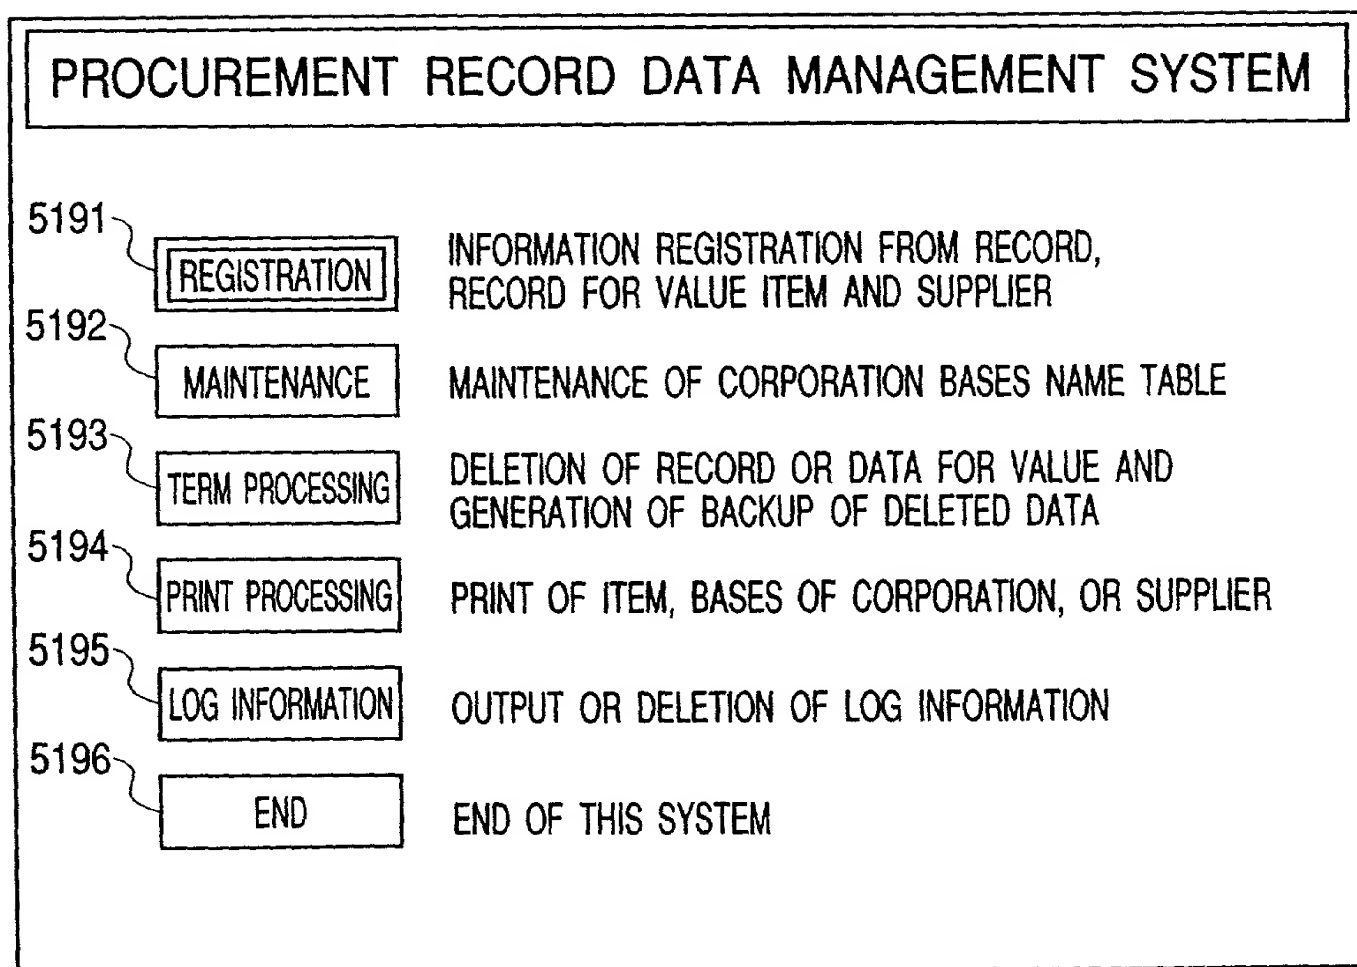 PROCUREMENT RECORD DATA MANAGEMENT SYSTEM
5191
REGISTRATION
INFORMATION REGISTRATION FROM RECORD,
RECORD FOR VALUE ITEM AND SUPPLIER
5192
MAINTENANCE
MAINTENANCE OF CORPORATION BASES NAME TABLE
5193
TERM PROCESSING
DELETION OF RECORD OR DATA FOR VALUE AND
GENERATION OF BACKUP OF DELETED DATA
5194
PRINT PROCESSING
PRINT OF ITEM, BASES OF CORPORATION, OR SUPPLIER
5195
LOG INFORMATION
OUTPUT OR DELETION OF LOG INFORMATION
5196
END
END OF THIS SYSTEM